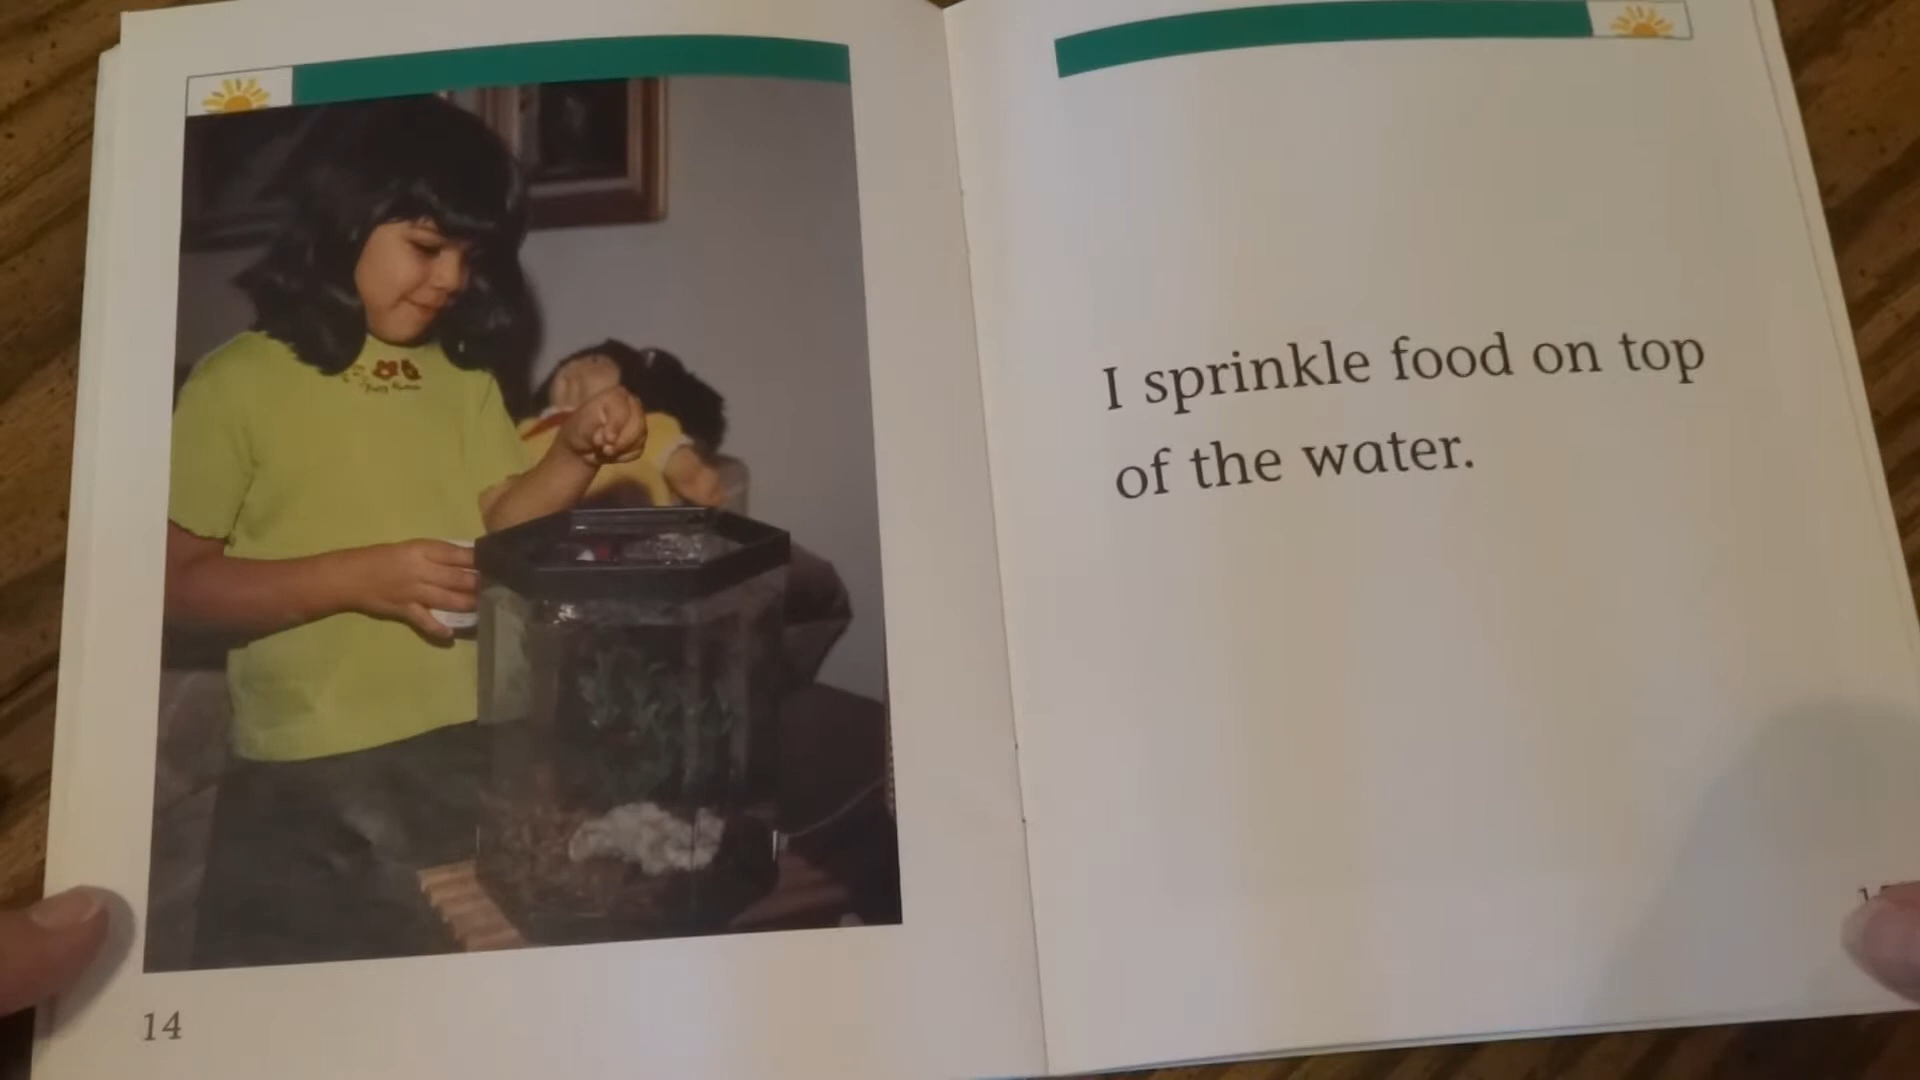 14
I sprinkle food on top
of the water.